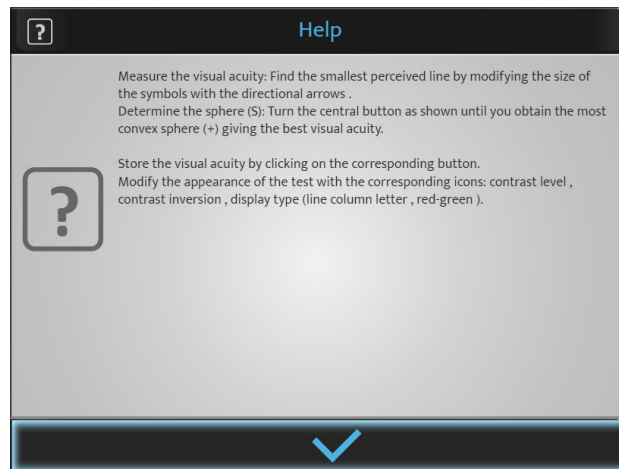 ?
Help
Measure the visual acuity: Find the smallest perceived line by modifying the size of
the symbols with the directional arrows .
Determine the sphere (S): Turn the central button as shown until you obtain the most
convex sphere (+) giving the best visual acuity.
Store the visual acuity by clicking on the corresponding button.
Modify the appearance of the test with the corresponding icons: contrast level ,
contrast inversion , display type (line column letter , red-green ).
?